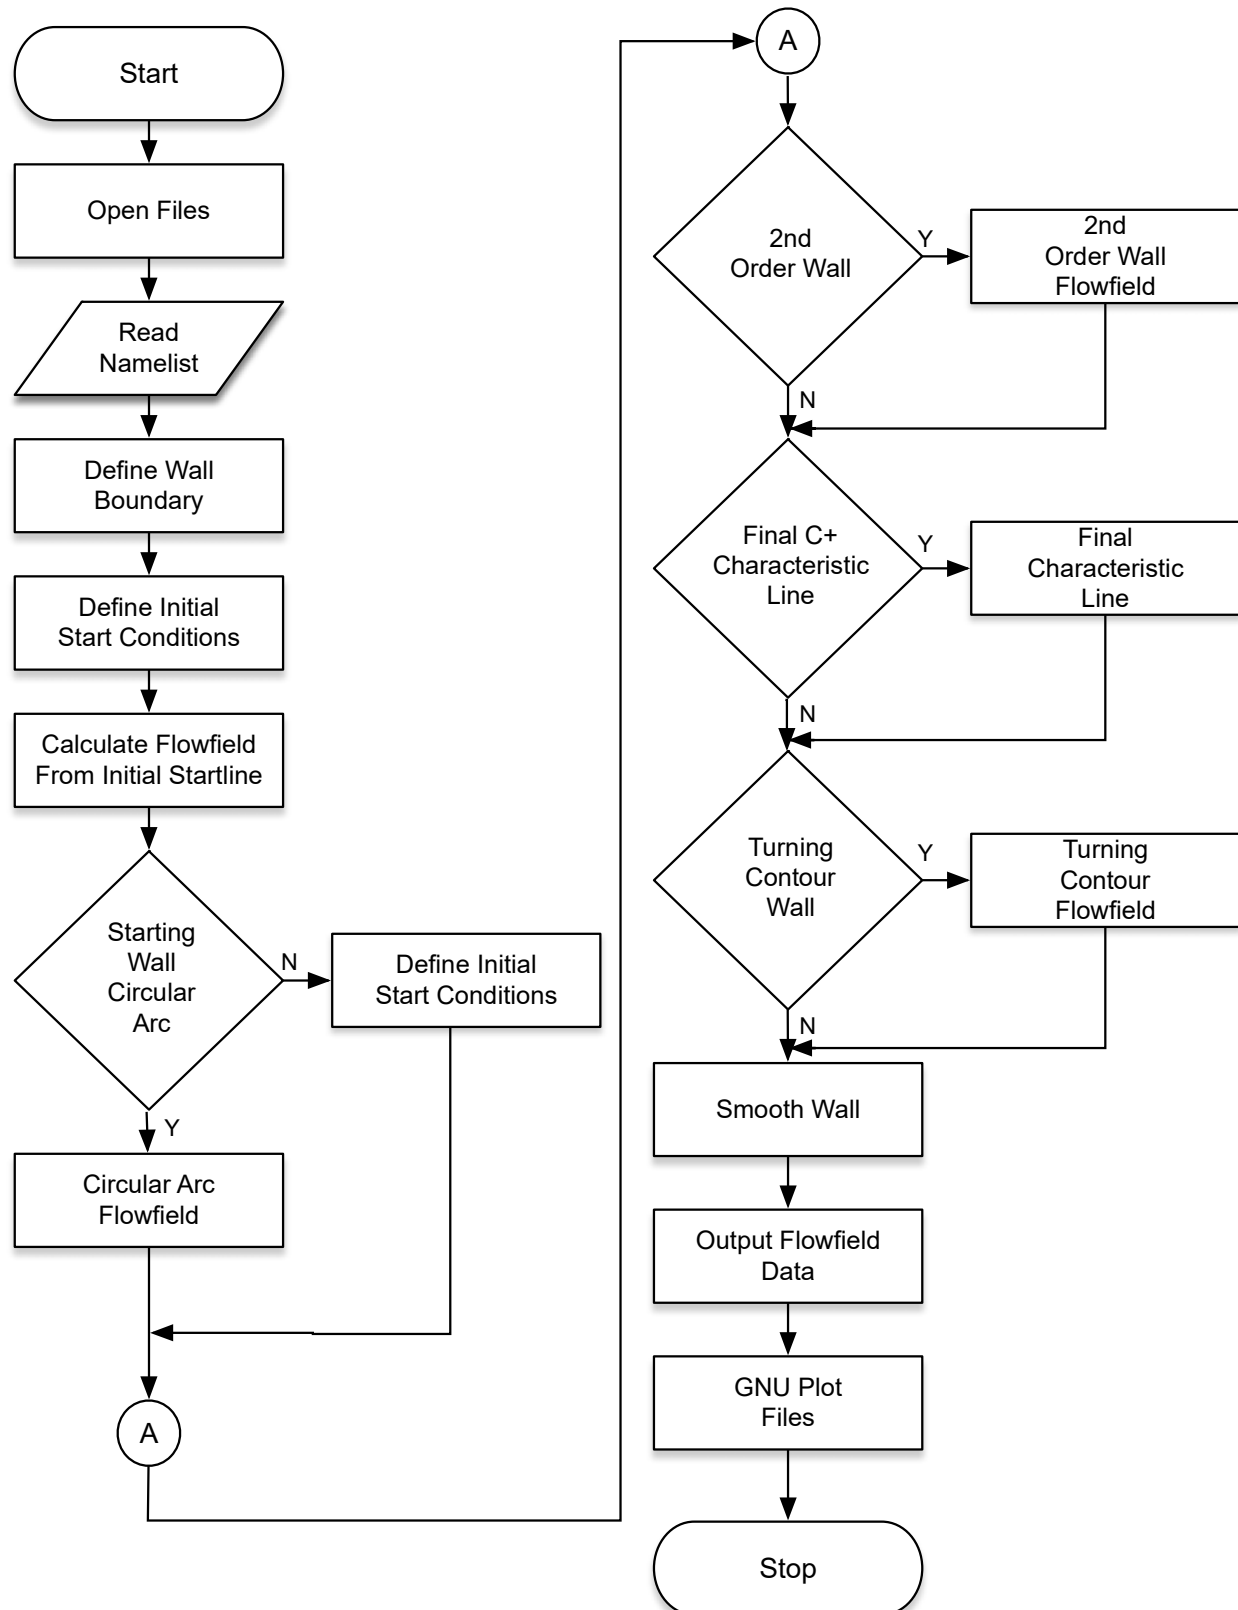 Start
Open Files
Read
Namelist
Define Wall
Boundary
Define Initial
Start Conditions
Calculate Flowfield
From Initial Startline
Starting
Wall
Circular
Arc
N
Define Initial
Start Conditions
Y
Circular Arc
Flowfield
A
A
2nd
Order Wall
Y
2nd
Order Wall
Flowfield
N
Final C+
Characteristic
Line
Y
Final
Characteristic
Line
N
Turning
Contour
Wall
Y
Turning
Contour
Flowfield
N
Smooth Wall
Output Flowfield
Data
GNU Plot
Files
Stop